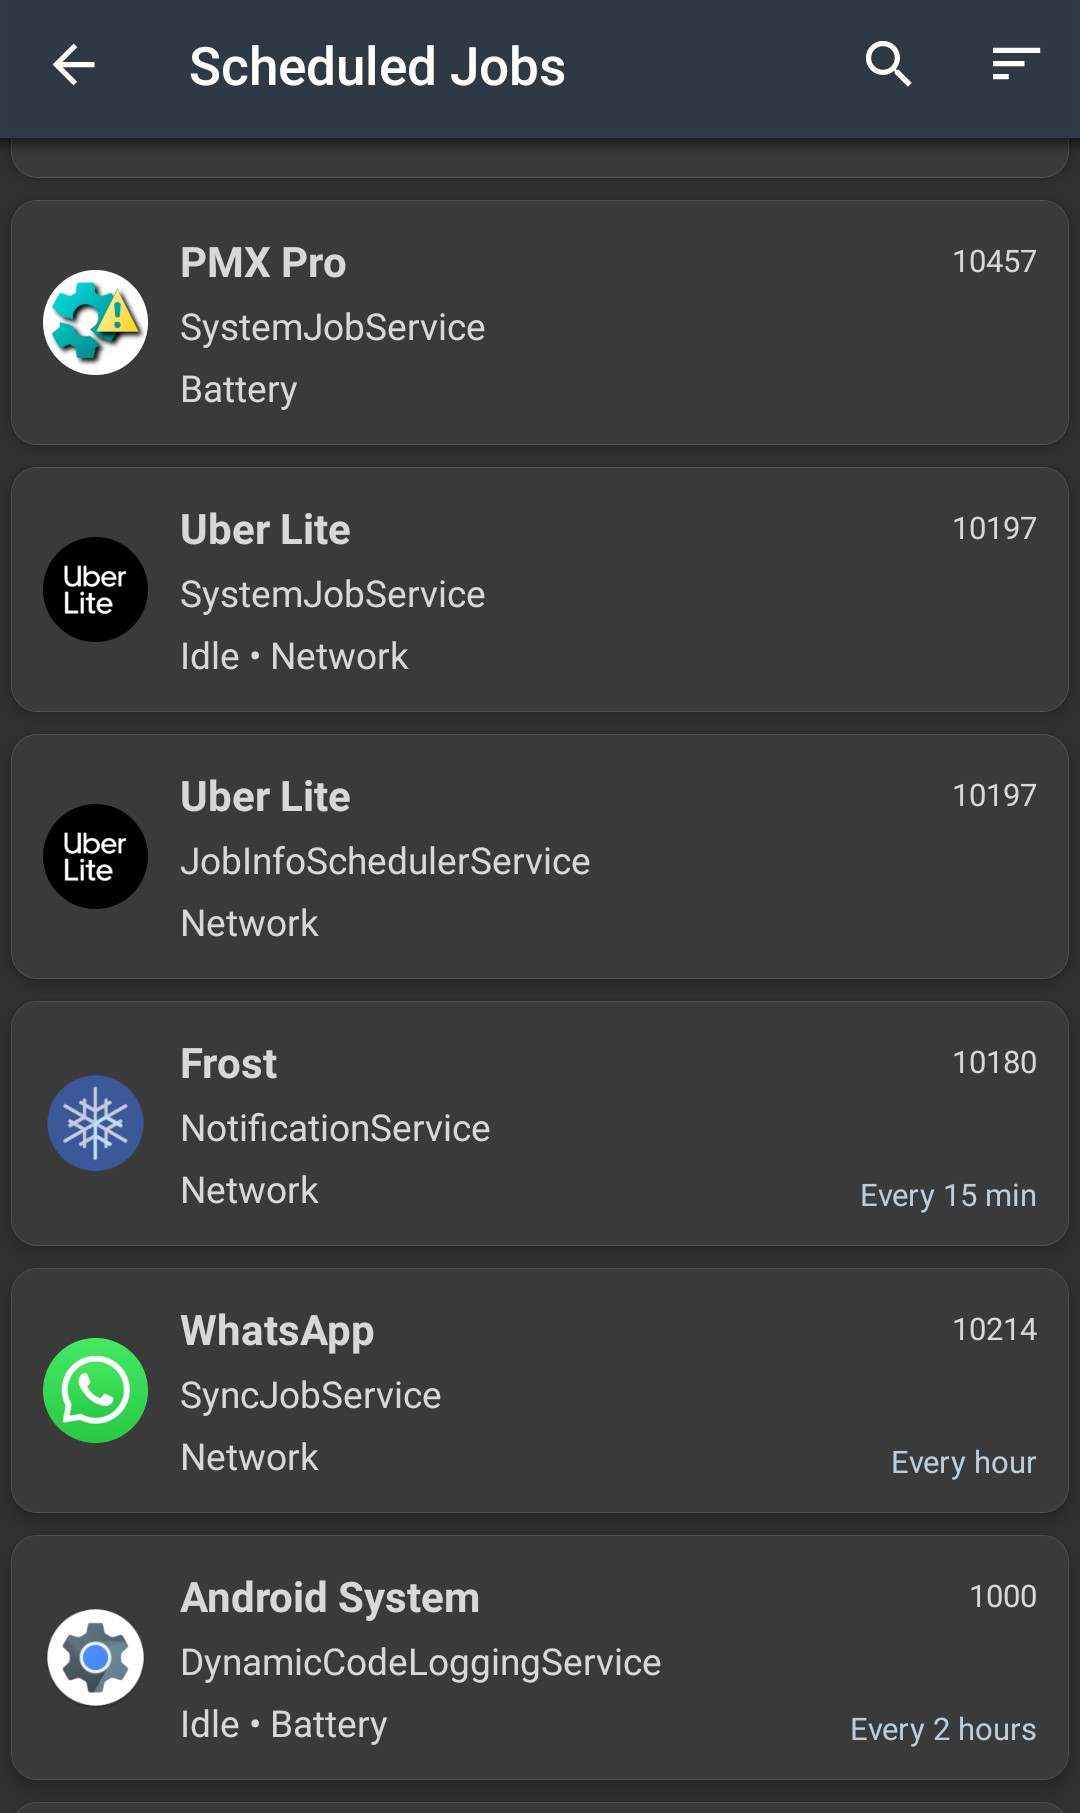 Scheduled Jobs
PMX Pro
10457
SystemJobService
Battery
Uber Lite
Uber Lite
10197
SystemJobService
Idle • Network
Uber Lite
Uber Lite
10197
JobInfoSchedulerService
Network
Frost
10180
NotificationService
Network
Every 15 min
WhatsApp
10214
SyncJobService
Network
Every hour
Android System
1000
DynamicCodeLoggingService
Idle • Battery
Every 2 hours